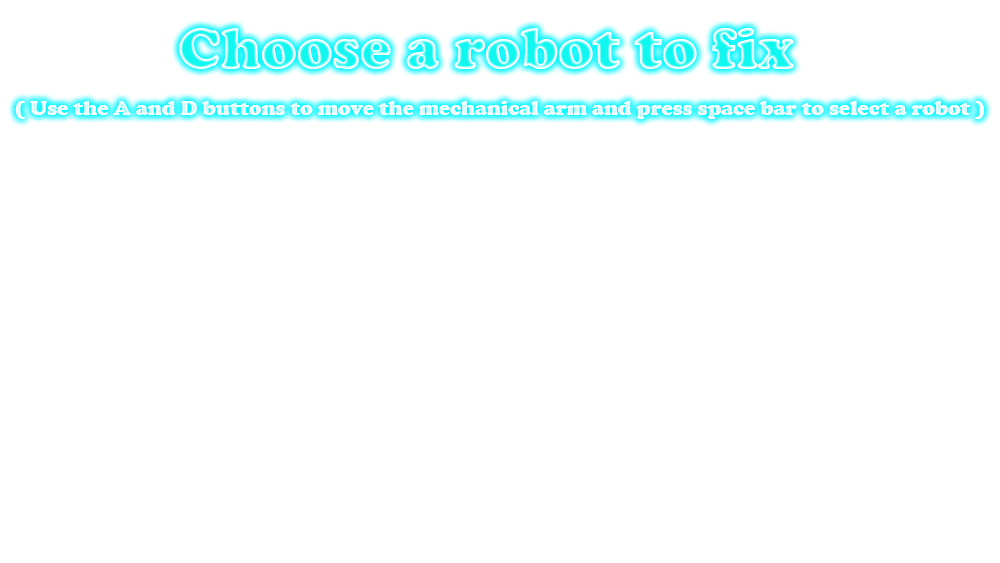 Choose a robot to fix
( Use the A and D buttons to move the mechanical arm and press space bar to select a robot )